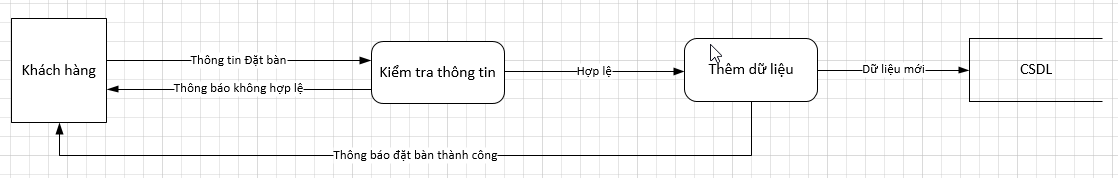 Thông tin Đặt bàn
Khách hàng
Kiểm tra thông tin
Hợp lệ
Thêm dữ liệu
Dữ liệu mới
CSDL
Thông báo không hợp lệ
Thông báo đặt bàn thành công